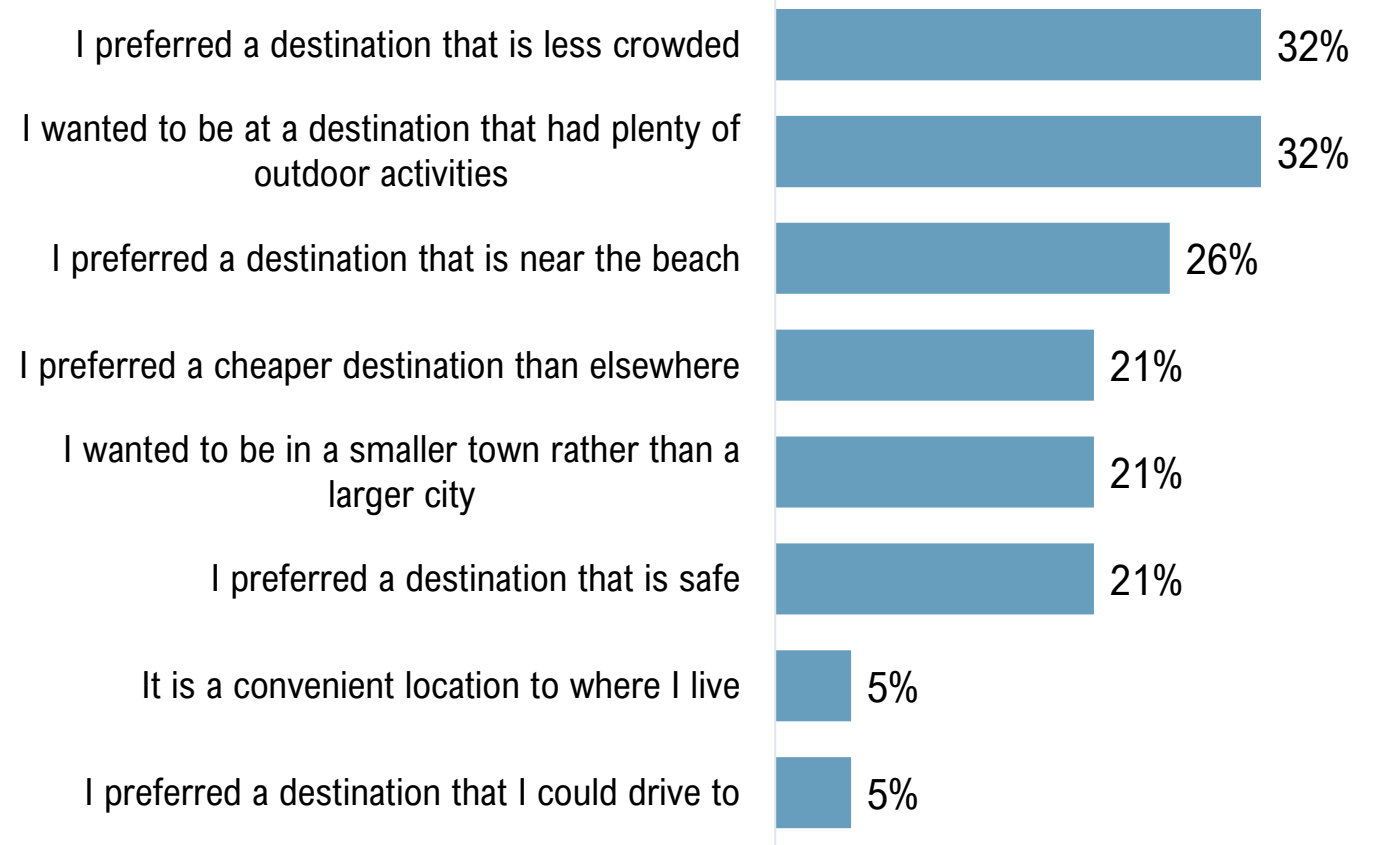 I preferred a destination that is less crowded
32%
I wanted to be at a destination that had plenty of
outdoor activities
32%
I preferred a destination that is near the beach
26%
I preferred a cheaper destination than elsewhere
21%
I wanted to be in a smaller town rather than a
larger city
21%
I preferred a destination that is safe
21%
It is a convenient location to where I live
5%
I preferred a destination that I could drive to
5%